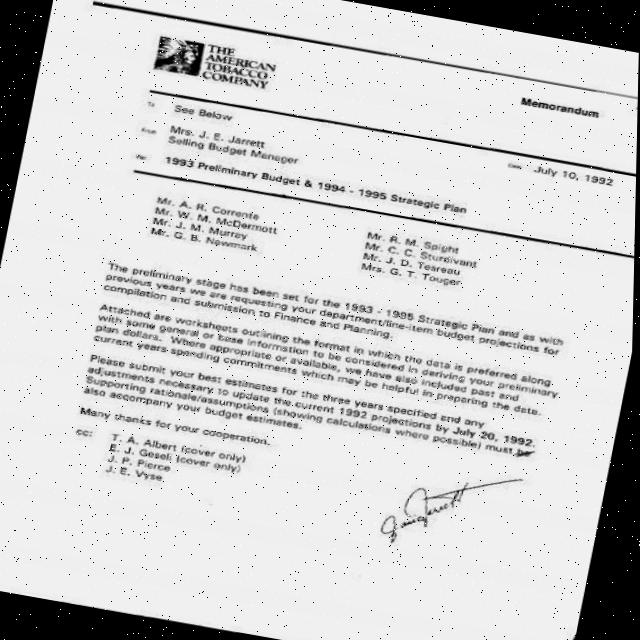 THE
AMERICAN
TOBACCO
COMPANY
Memorandum
To See Below
From Mrs. J. E. Jarrett
Selling Budget Manager
Date July 10, 1992
Re: 1993 Preliminary Budget & 1994 - 1995 Strategic Plan
Mr. A. R. Corrente
Mr. W. M. McDermott
Mr. J. M. Murray
Mr. G. B. Newmark
Mr. R. M. Spight
Mr. C. C. Sturdivant
Mr. J. D. Teareau
Mrs. G. T. Touger
The preliminary stage has been set for the 1993 - 1995 Strategic Plan and as with
previous years we are requesting your department/line-item budget projections for
compilation and submission to Finance and Planning.
Attached are worksheets outlining the format in which the data is preferred along
with some general or base information to be considered in deriving your preliminary
plan dollars. Where appropriate or available, we have also included past and
current years spending commitments which may be helpful in preparing the data.
Please submit your best estimates for the three years specified and any
adjustments necessary to update the current 1992 projections by July 20, 1992.
Supporting rationale/assumptions (showing calculations where possible) must be
also accompany your budget estimates.
Many thanks for your cooperation.
cc: T. A. Albert (cover only)
E. J. Gesell (cover only)
J. P. Pierce
J. E. Vyse